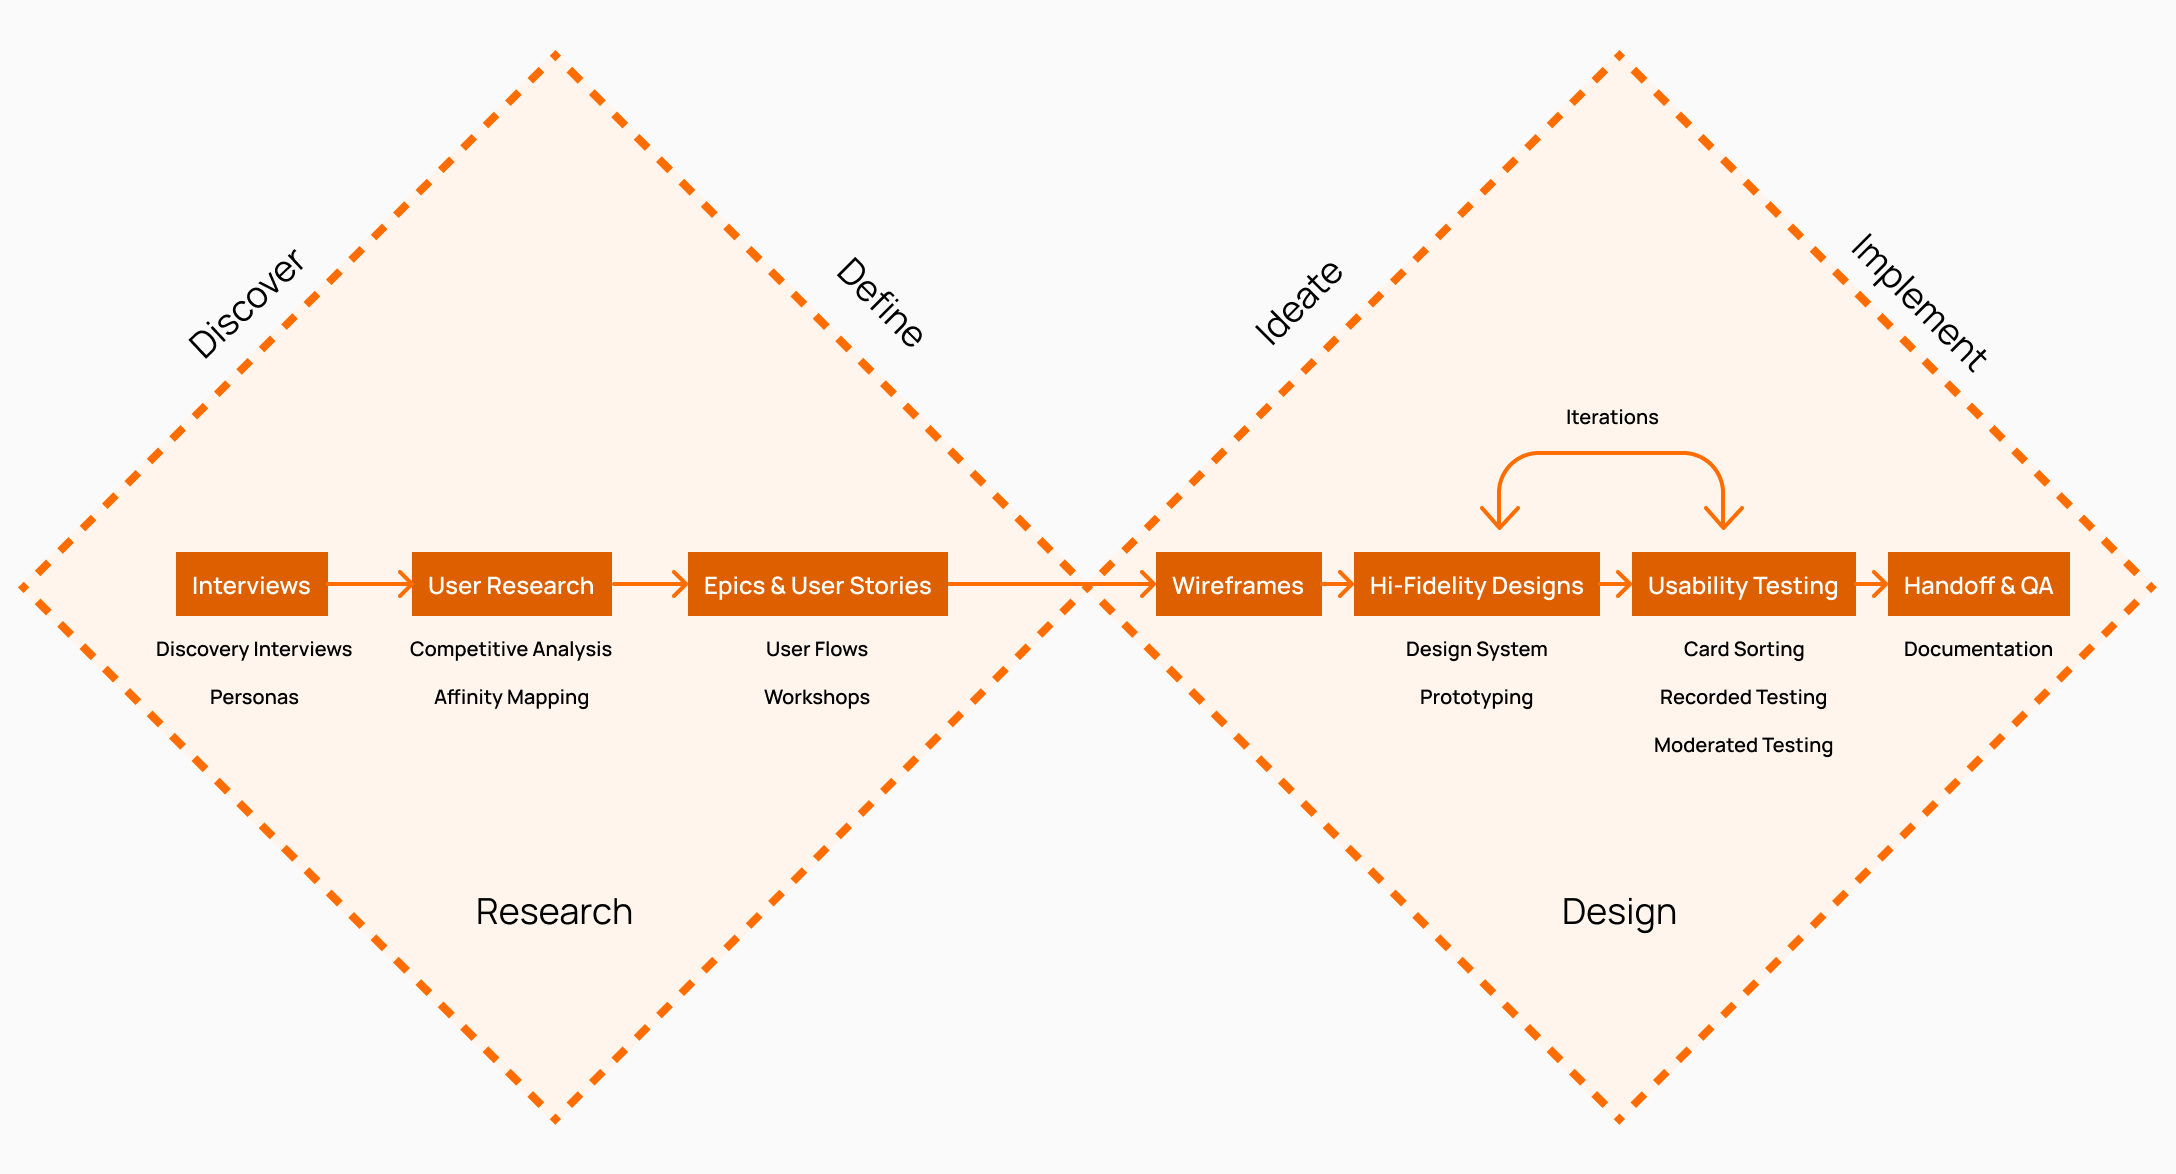 Discover
Define
Ideate
Implement
Iterations
Interviews
User Research
Epics & User Stories
Wireframes
Hi-Fidelity Designs
Usability Testing
Handoff & QA
Discovery Interviews
Personas
Competitive Analysis
Affinity Mapping
User Flows
Workshops
Design System
Prototyping
Card Sorting
Recorded Testing
Moderated Testing
Documentation
Research
Design